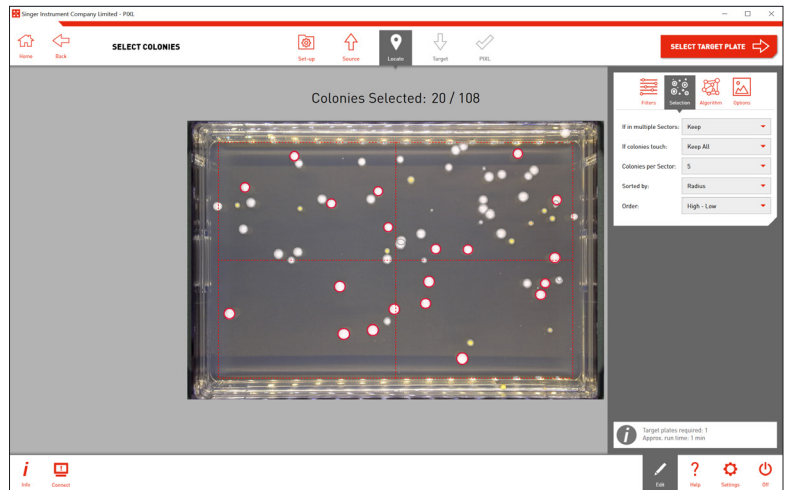 Singer Instrument Company Limited - PIXL
Home
Back
SELECT COLONIES
Set-up
Source
Locate
Target
PIXL
SELECT TARGET PLATE
Colonies Selected: 20 / 108
Filters
Selection
Algorithm
Options
If in multiple Sectors: Keep
If colonies touch: Keep All
Colonies per Sector: 5
Sorted by: Radius
Order: High - Low
Target plates required: 1
Approx. run time: 1 min
Info
Connect
Edit
Help
Settings
Off